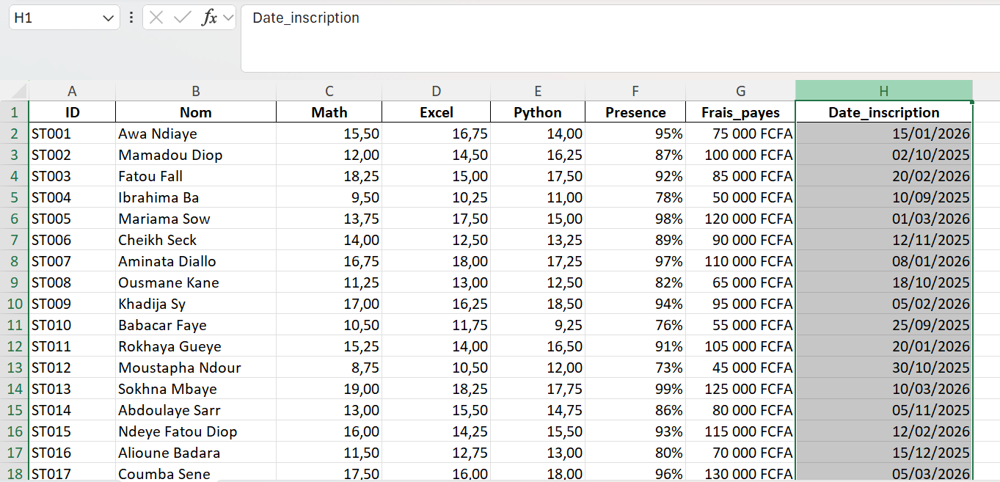 H1 fx Date_inscription
A B C D E F G H
1 ID Nom Math Excel Python Presence Frais_payes Date_inscription
2 ST001 Awa Ndiaye 15,50 16,75 14,00 95% 75 000 FCFA 15/01/2026
3 ST002 Mamadou Diop 12,00 14,50 16,25 87% 100 000 FCFA 02/10/2025
4 ST003 Fatou Fall 18,25 15,00 17,50 92% 85 000 FCFA 20/02/2026
5 ST004 Ibrahima Ba 9,50 10,25 11,00 78% 50 000 FCFA 10/09/2025
6 ST005 Mariama Sow 13,75 17,50 15,00 98% 120 000 FCFA 01/03/2026
7 ST006 Cheikh Seck 14,00 12,50 13,25 89% 90 000 FCFA 12/11/2025
8 ST007 Aminata Diallo 16,75 18,00 17,25 97% 110 000 FCFA 08/01/2026
9 ST008 Ousmane Kane 11,25 13,00 12,50 82% 65 000 FCFA 18/10/2025
10 ST009 Khadija Sy 17,00 16,25 18,50 94% 95 000 FCFA 05/02/2026
11 ST010 Babacar Faye 10,50 11,75 9,25 76% 55 000 FCFA 25/09/2025
12 ST011 Rokhaya Gueye 15,25 14,00 16,50 91% 105 000 FCFA 20/01/2026
13 ST012 Moustapha Ndour 8,75 10,50 12,00 73% 45 000 FCFA 30/10/2025
14 ST013 Sokhna Mbaye 19,00 18,25 17,75 99% 125 000 FCFA 10/03/2026
15 ST014 Abdoulaye Sarr 13,00 15,50 14,75 86% 80 000 FCFA 05/11/2025
16 ST015 Ndeye Fatou Diop 16,00 14,25 15,50 93% 115 000 FCFA 12/02/2026
17 ST016 Alioune Badara 11,50 12,75 13,00 80% 70 000 FCFA 15/12/2025
18 ST017 Coumba Sene 17,50 16,00 18,00 96% 130 000 FCFA 05/03/2026